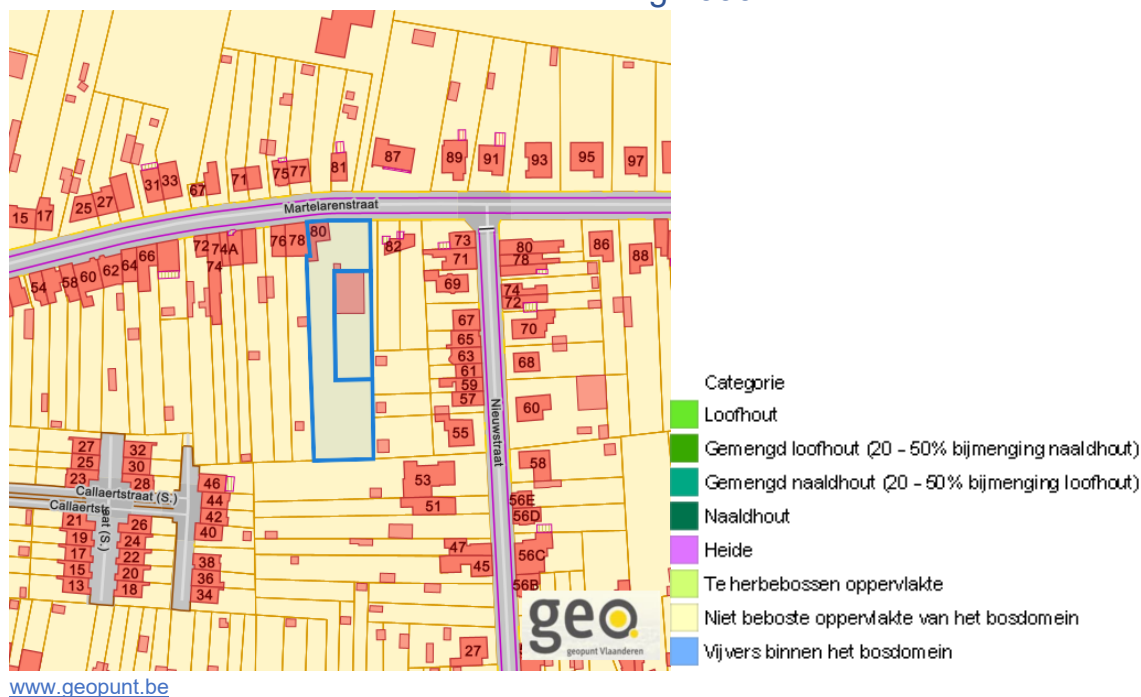 15 17 25 27 31 33 67 71 75 77 81 87 89 91 93 95 97
Martelarenstraat
54 58 60 62 64 66 72 74A 74 76 78 80 82 73 71 69 80 78 86 88
74
72
67
65
63
61
59
57
55
70
68
60
58
Nieuwstraat
27 32
25 30
23 28
Callaertstraat (S.)
Callaertstraat (S.)
21 26
19 24
17 22
15 20
13 18
46
44
42
40
38
36
34
53
51
47
45
56E
56D
56C
56B
27
geo.
geopunt Vlaanderen
Categorie
Loofhout
Gemengd loofhout (20 – 50% bijmenging naaldhout)
Gemengd naaldhout (20 – 50% bijmenging loofhout)
Naaldhout
Heide
Te herbebossen oppervlakte
Niet beboste oppervlakte van het bosdomein
Vijvers binnen het bosdomein
www.geopunt.be